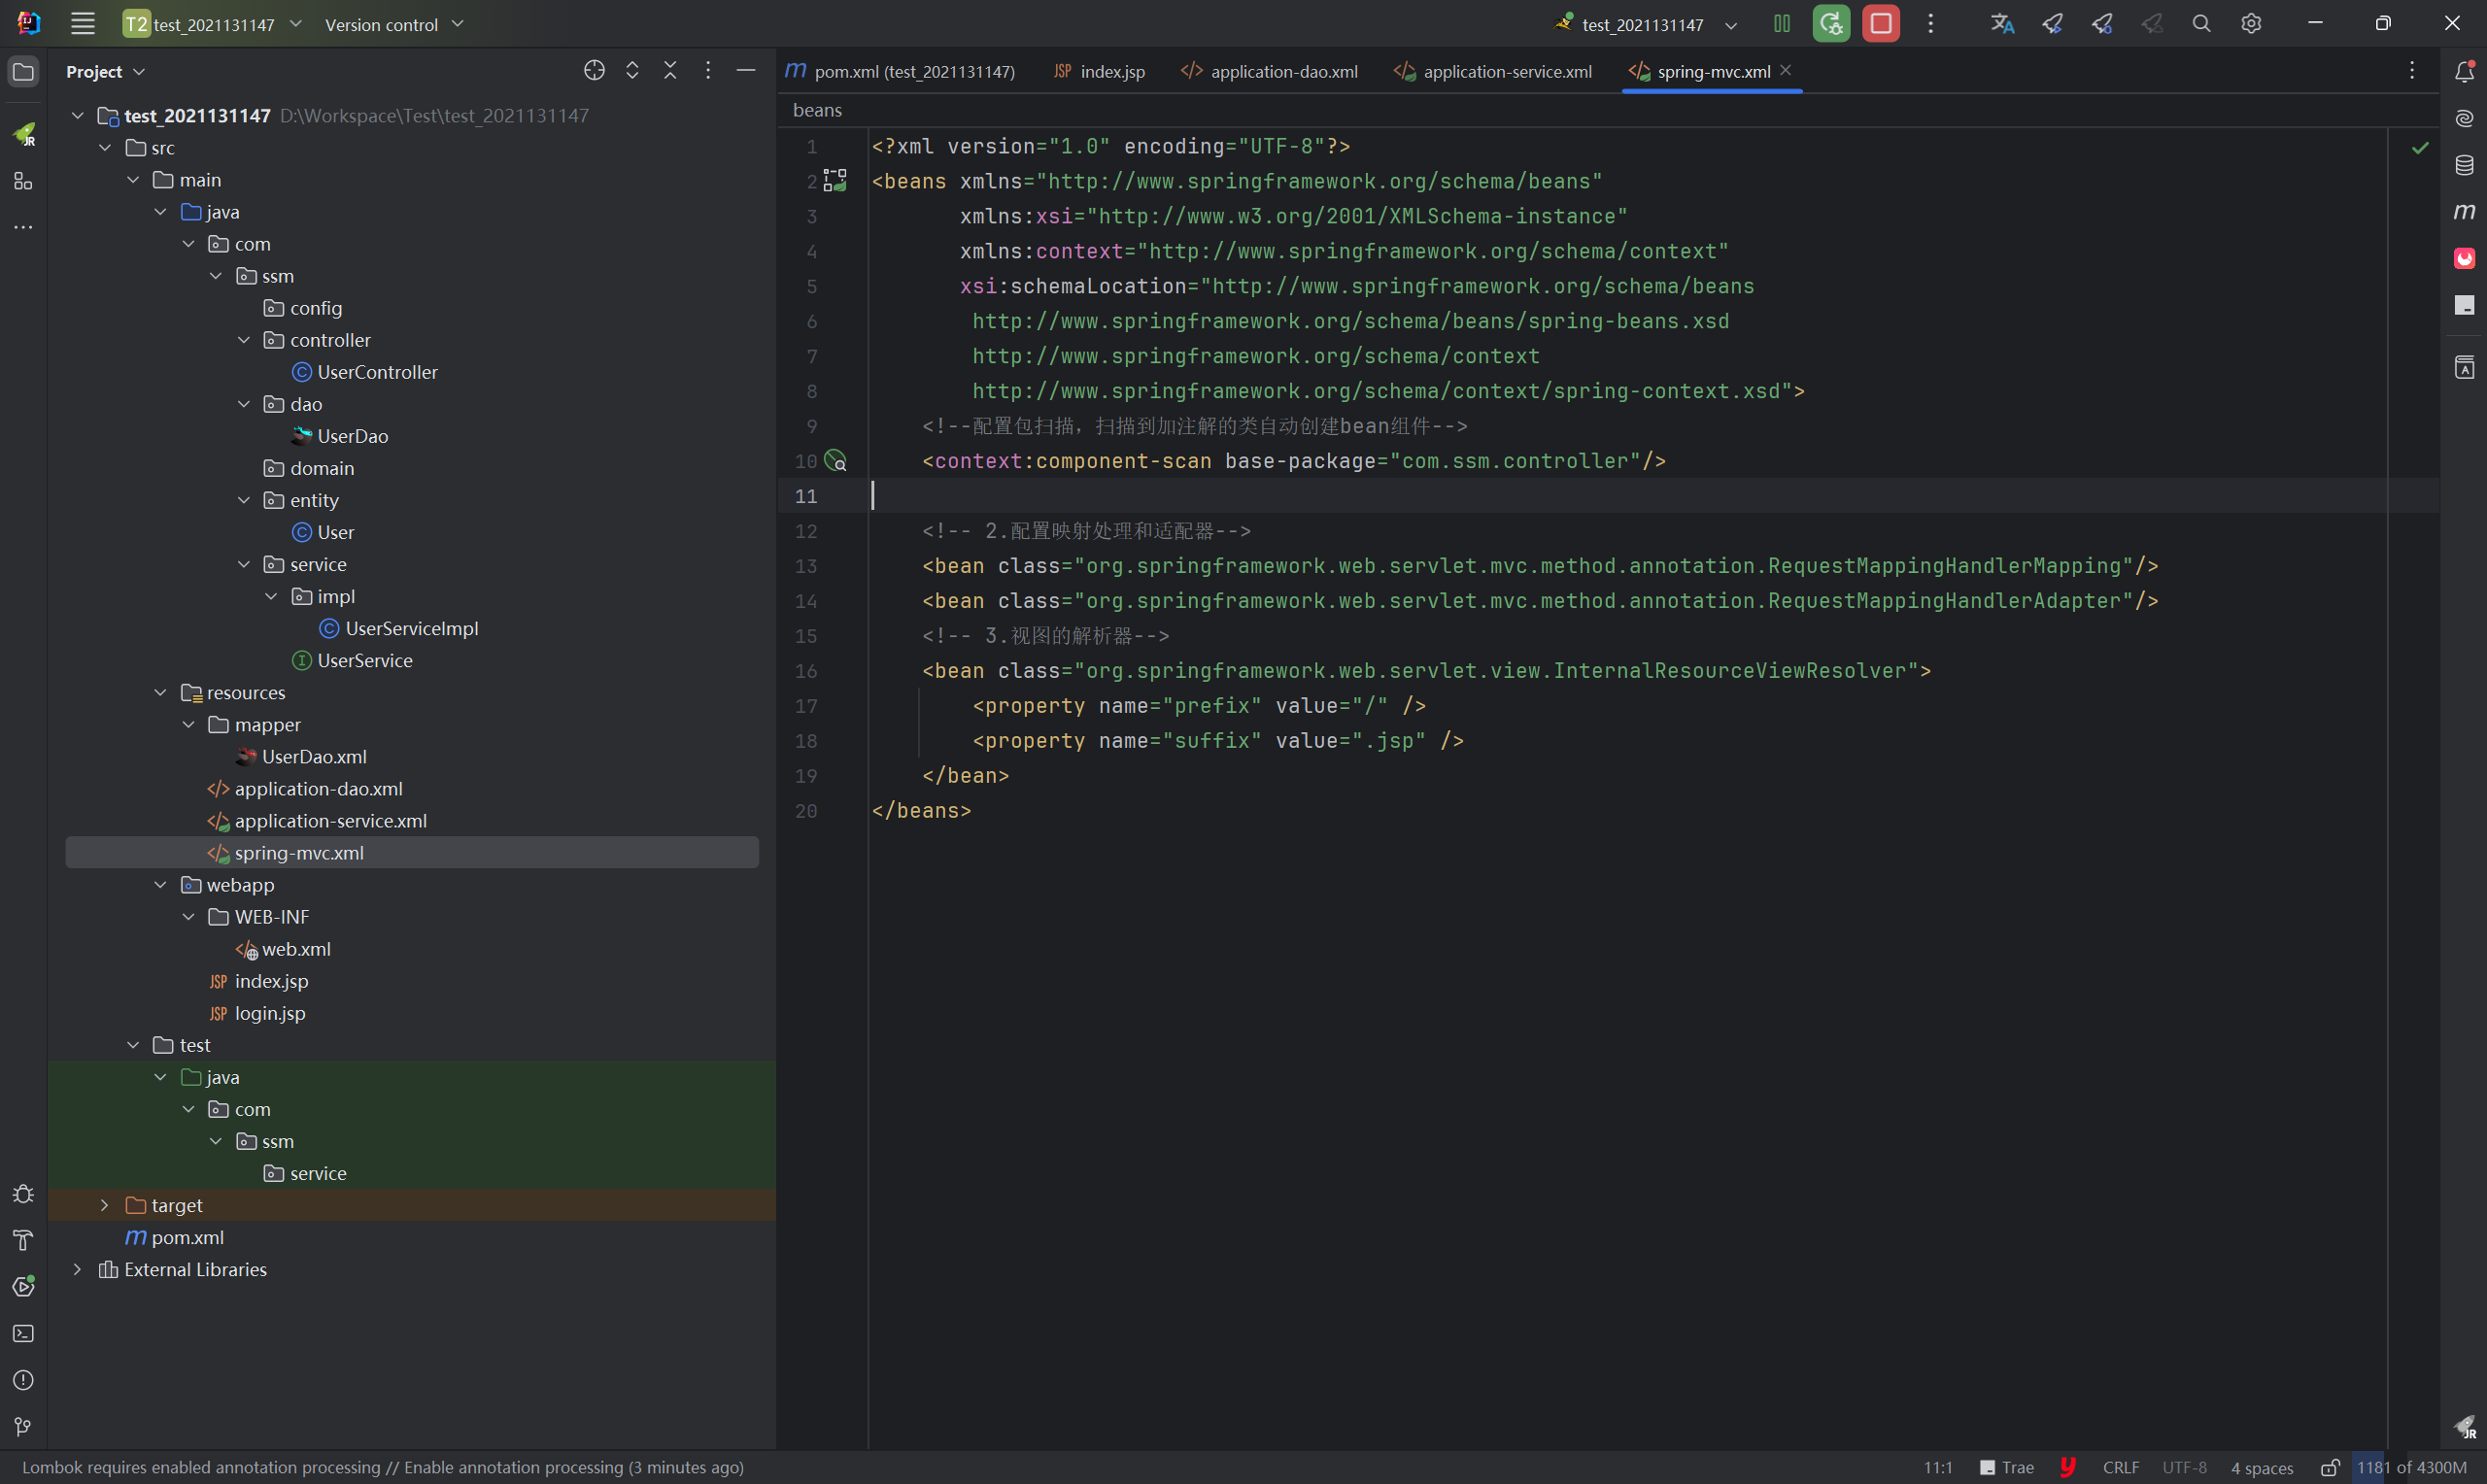 T2 test_2021131147 Version control test_2021131147
Project
pom.xml (test_2021131147) index.jsp application-dao.xml application-service.xml spring-mvc.xml
beans
test_2021131147 D:\Workspace\Test\test_2021131147
src
main
java
com
ssm
config
controller
UserController
dao
UserDao
domain
entity
User
service
impl
UserServiceImpl
UserService
resources
mapper
UserDao.xml
application-dao.xml
application-service.xml
spring-mvc.xml
webapp
WEB-INF
web.xml
JSP index.jsp
JSP login.jsp
test
java
com
ssm
service
target
pom.xml
External Libraries
1 <?xml version="1.0" encoding="UTF-8"?>
2 <beans xmlns="http://www.springframework.org/schema/beans"
3 xmlns:xsi="http://www.w3.org/2001/XMLSchema-instance"
4 xmlns:context="http://www.springframework.org/schema/context"
5 xsi:schemaLocation="http://www.springframework.org/schema/beans
6 http://www.springframework.org/schema/beans/spring-beans.xsd
7 http://www.springframework.org/schema/context
8 http://www.springframework.org/schema/context/spring-context.xsd">
9 <!--配置包扫描，扫描到加注解的类自动创建bean组件-->
10 <context:component-scan base-package="com.ssm.controller"/>
11
12 <!-- 2.配置映射处理和适配器-->
13 <bean class="org.springframework.web.servlet.mvc.method.annotation.RequestMappingHandlerMapping"/>
14 <bean class="org.springframework.web.servlet.mvc.method.annotation.RequestMappingHandlerAdapter"/>
15 <!-- 3.视图的解析器-->
16 <bean class="org.springframework.web.servlet.view.InternalResourceViewResolver">
17 <property name="prefix" value="/" />
18 <property name="suffix" value=".jsp" />
19 </bean>
20 </beans>
Lombok requires enabled annotation processing // Enable annotation processing (3 minutes ago)
11:1 Trae CRLF UTF-8 4 spaces 1181 of 4300M